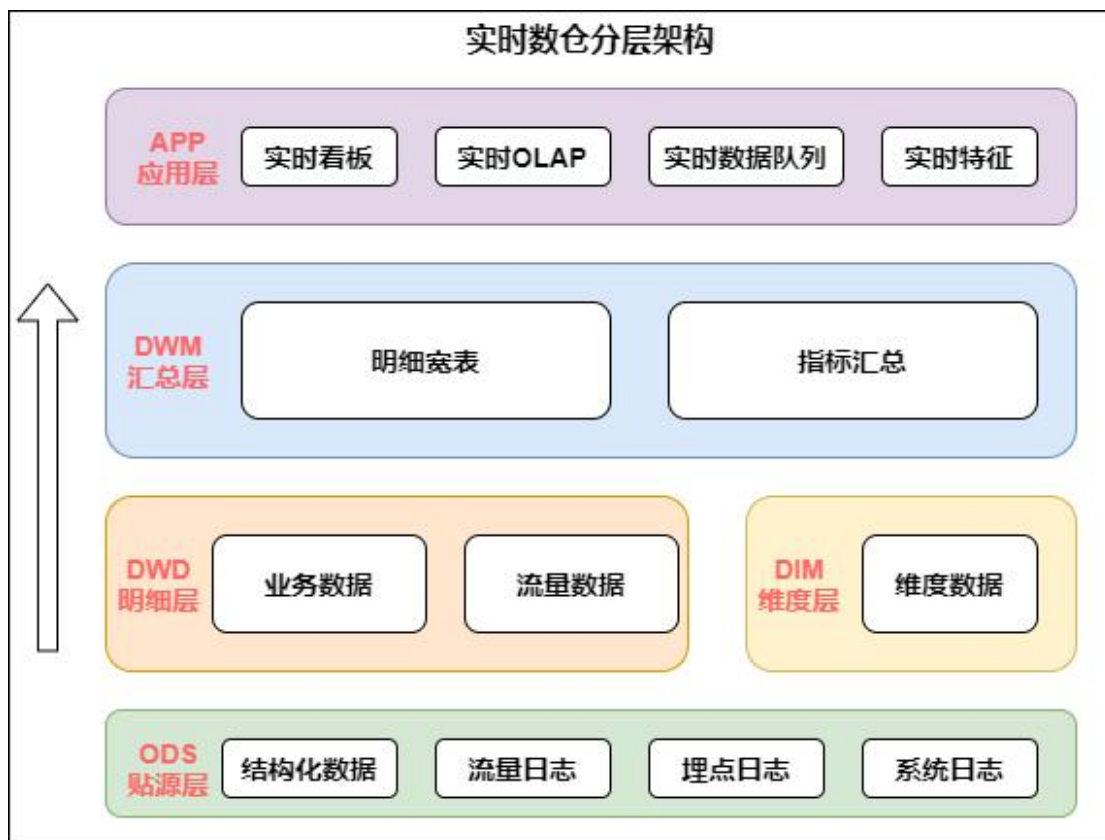 实时数仓分层架构
APP
应用层
实时看板
实时OLAP
实时数据队列
实时特征
DWM
汇总层
明细宽表
指标汇总
DWD
明细层
业务数据
流量数据
DIM
维度层
维度数据
ODS
贴源层
结构化数据
流量日志
埋点日志
系统日志